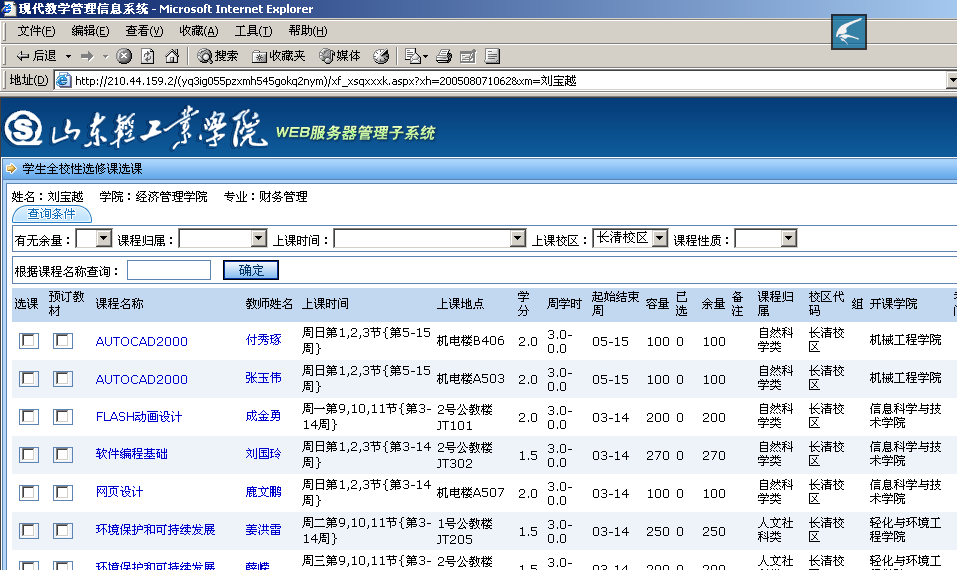 现代教学管理信息系统 - Microsoft Internet Explorer
文件(F) 编辑(E) 查看(V) 收藏(A) 工具(T) 帮助(H)
后退 搜索 收藏夹 媒体
地址(D) http://210.44.159.2/(yq3ig055pzxmh545gokq2nym)/xf_xsqxxxk.aspx?xh=200508071062&xm=刘宝越
山东轻工业学院 WEB服务器管理子系统
学生全校性选修课选课
姓名：刘宝越 学院：经济管理学院 专业：财务管理
查询条件
有无余量： 课程归属： 上课时间： 上课校区： 长清校区 课程性质：
根据课程名称查询： 确定
选课 预订教材 课程名称 教师姓名 上课时间 上课地点 学分 周学时 起始结束周 容量 已选 余量 备注 课程归属 校区代码 组 开课学院
AUTOCAD2000 付秀琢 周日第1,2,3节{第5-15周} 机电楼B406 2.0 3.0-0.0 05-15 100 0 100 自然科学类 长清校区 机械工程学院
AUTOCAD2000 张玉伟 周日第1,2,3节{第5-15周} 机电楼A503 2.0 3.0-0.0 05-15 100 0 100 自然科学类 长清校区 机械工程学院
FLASH动画设计 成金勇 周一第9,10,11节{第3-14周} 2号公教楼JT101 2.0 3.0-0.0 03-14 200 0 200 自然科学类 长清校区 信息科学与技术学院
软件编程基础 刘国玲 周日第1,2,3节{第3-14周} 2号公教楼JT302 1.5 3.0-0.0 03-14 270 0 270 自然科学类 长清校区 信息科学与技术学院
网页设计 鹿文鹏 周日第1,2,3节{第3-14周} 机电楼A507 2.0 3.0-0.0 03-14 100 0 100 自然科学类 长清校区 信息科学与技术学院
环境保护和可持续发展 姜洪雷 周二第9,10,11节{第3-14周} 1号公教楼JT205 1.5 3.0-0.0 03-14 250 0 250 人文社科类 长清校区 轻化与环境工程学院
环境保护和可持续发展 周三第9,10,11节{第3- 2号公教楼 1.5 3.0- 03-14 200 0 200 人文社 长清校 轻化与环境工